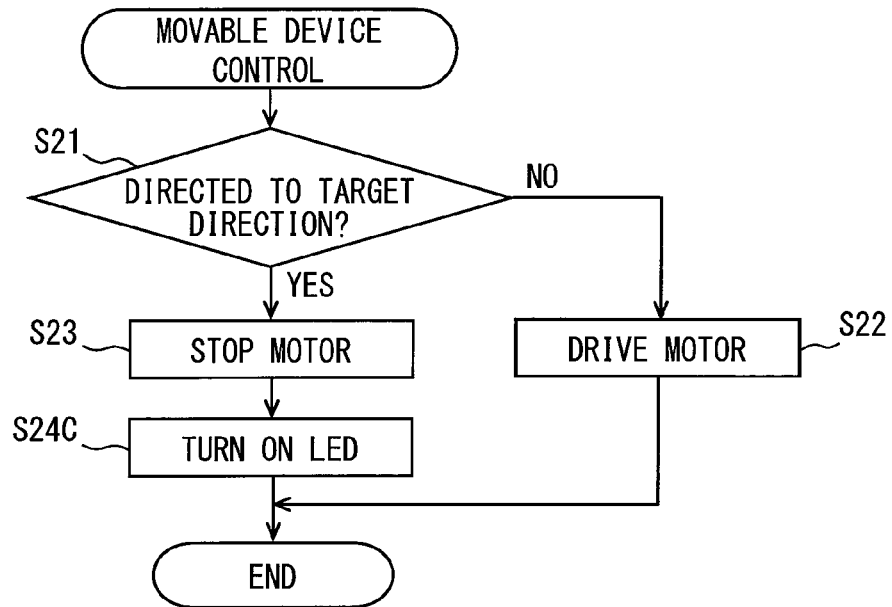 MOVABLE DEVICE
CONTROL
S21
DIRECTED TO TARGET
DIRECTION?
NO
YES
S23
STOP MOTOR
DRIVE MOTOR
S22
S24C
TURN ON LED
END